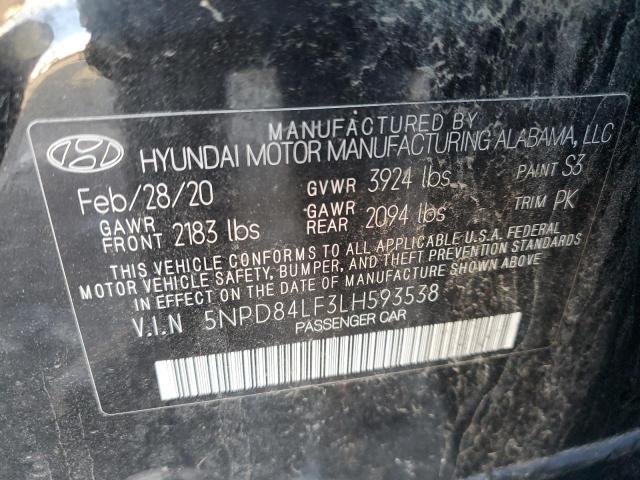 MANUFACTURED BY
HYUNDAI MOTOR MANUFACTURING ALABAMA, LLC
Feb/28/20 GVWR 3924 lbs PAINT S3
GAWR FRONT 2183 lbs GAWR REAR 2094 lbs TRIM PK
THIS VEHICLE CONFORMS TO ALL APPLICABLE U.S.A. FEDERAL
MOTOR VEHICLE SAFETY, BUMPER, AND THEFT PREVENTION STANDARDS
IN EFFECT ON THE DATE OF MANUFACTURE SHOWN ABOVE
V.I.N 5NPD84LF3LH593538
PASSENGER CAR